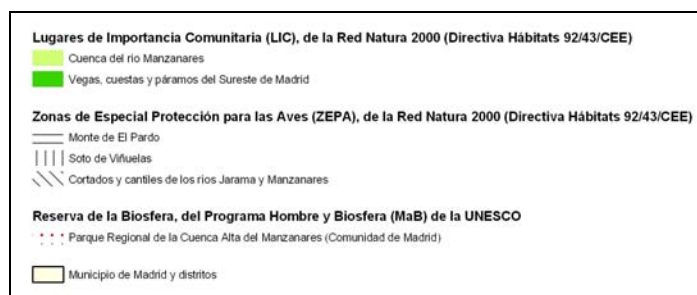 Lugares de Importancia Comunitaria (LIC), de la Red Natura 2000 (Directiva Hábitats 92/43/CEE)
Cuenca del río Manzanares
Vegas, cuestas y páramos del Sureste de Madrid
Zonas de Especial Protección para las Aves (ZEPA), de la Red Natura 2000 (Directiva Hábitats 92/43/CEE)
Monte de El Pardo
Soto de Viñuelas
Cortados y cantiles de los rios Jarama y Manzanares
Reserva de la Biosfera, del Programa Hombre y Biosfera (MaB) de la UNESCO
Parque Regional de la Cuenca Alta del Manzanares (Comunidad de Madrid)
Municipio de Madrid y distritos